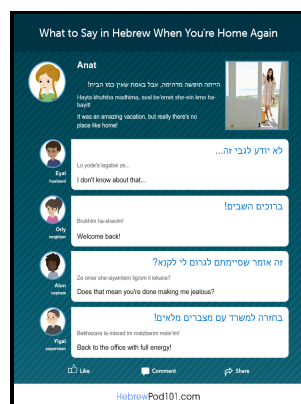 What to Say in Hebrew When You're Home Again
Anat
הייתה חופשה מדהימה, אבל באמת שאין כמו הבית!
Hayta khufsha madhima, aval be'emet she-ein kmo ha-
bayit!
It was an amazing vacation, but really there's no
place like home!
לא יודע לגבי זה...
Eyal
husband
Lo yode'a legabei ze...
I don't know about that...
ברוכים השבים!
Orly
neighbor
Brukhim ha-shavim!
Welcome back!
זה אומר שסיימתם לגרום לי לקנא?
Alon
nephew
Ze omer she-siyamtem ligrom li lekane?
Does that mean you're done making me jealous?
בחזרה למשרד עם מצברים מלאים!
Yigal
supervisor
Bekhazara la-misrad im matzberim mele'im!
Back to the office with full energy!
Like Comment Share
HebrewPod101.com